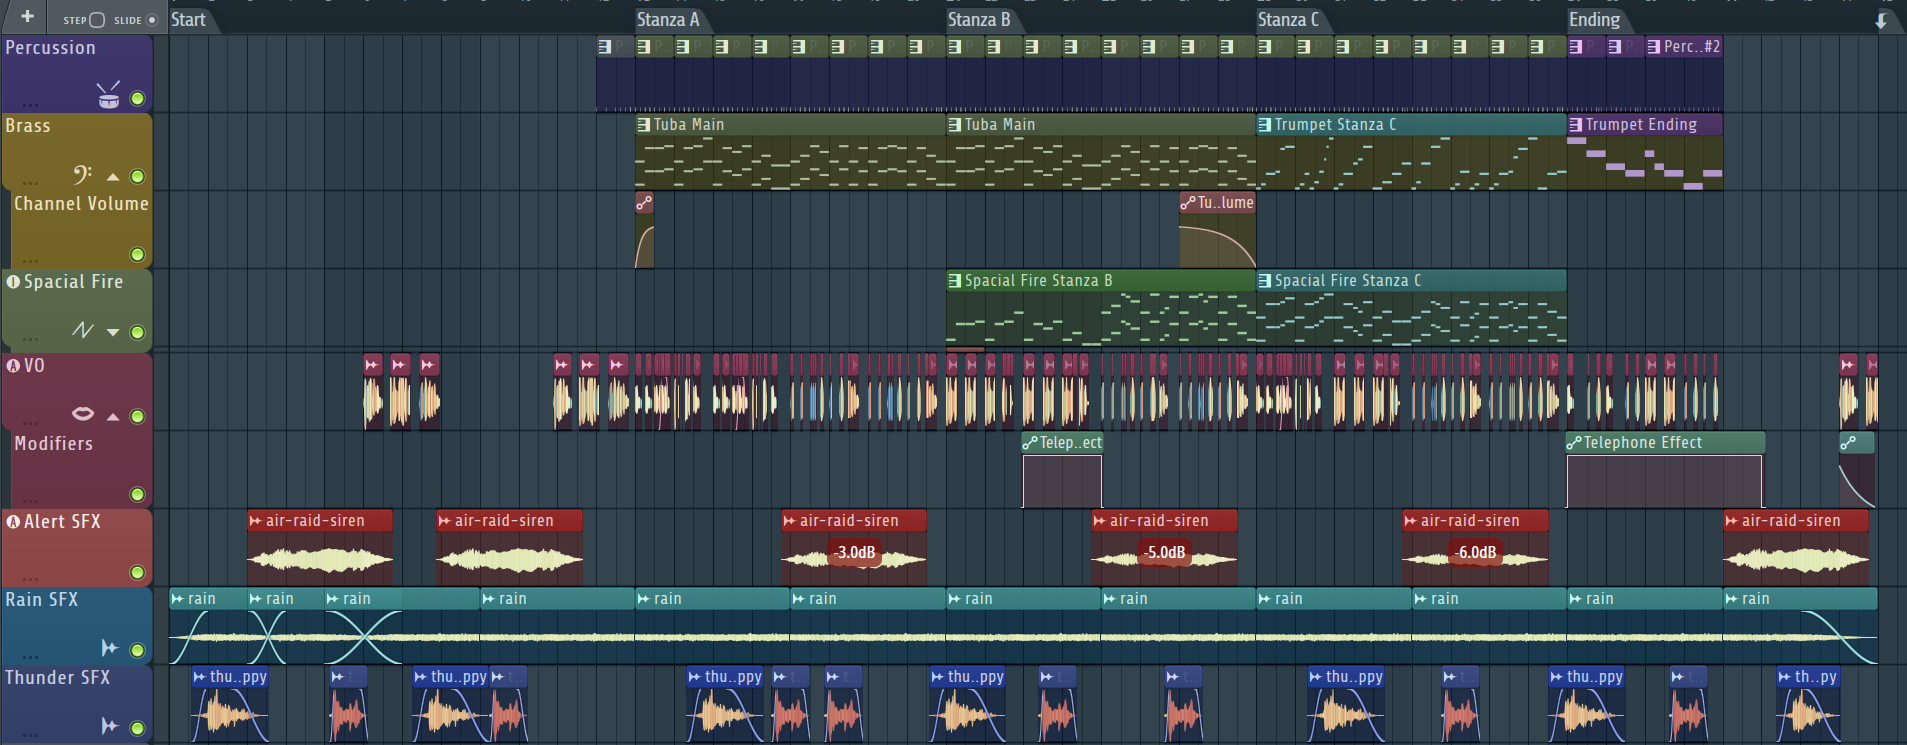 STEP SLIDE Start Stanza A Stanza B Stanza C Ending
Percussion
P.. P.. P.. P.. P.. P.. P.. P.. P.. P.. P.. P.. P.. P.. P.. P.. P.. P.. P.. P.. P.. P.. P.. P.. P.. P.. P.. Perc..#2
Brass
Tuba Main Tuba Main Trumpet Stanza C Trumpet Ending
Channel Volume
Tu..lume
Spacial Fire
Spacial Fire Stanza B Spacial Fire Stanza C
VO
Modifiers
Telep..ect Telephone Effect
Alert SFX
air-raid-siren air-raid-siren air-raid-siren air-raid-siren air-raid-siren air-raid-siren
-3.0dB -5.0dB -6.0dB
Rain SFX
rain rain rain rain rain rain rain rain rain rain rain rain
Thunder SFX
thu..ppy t.. thu..ppy t.. thu..ppy t.. t.. thu..ppy t.. t.. thu..ppy t.. thu..ppy t.. th..py